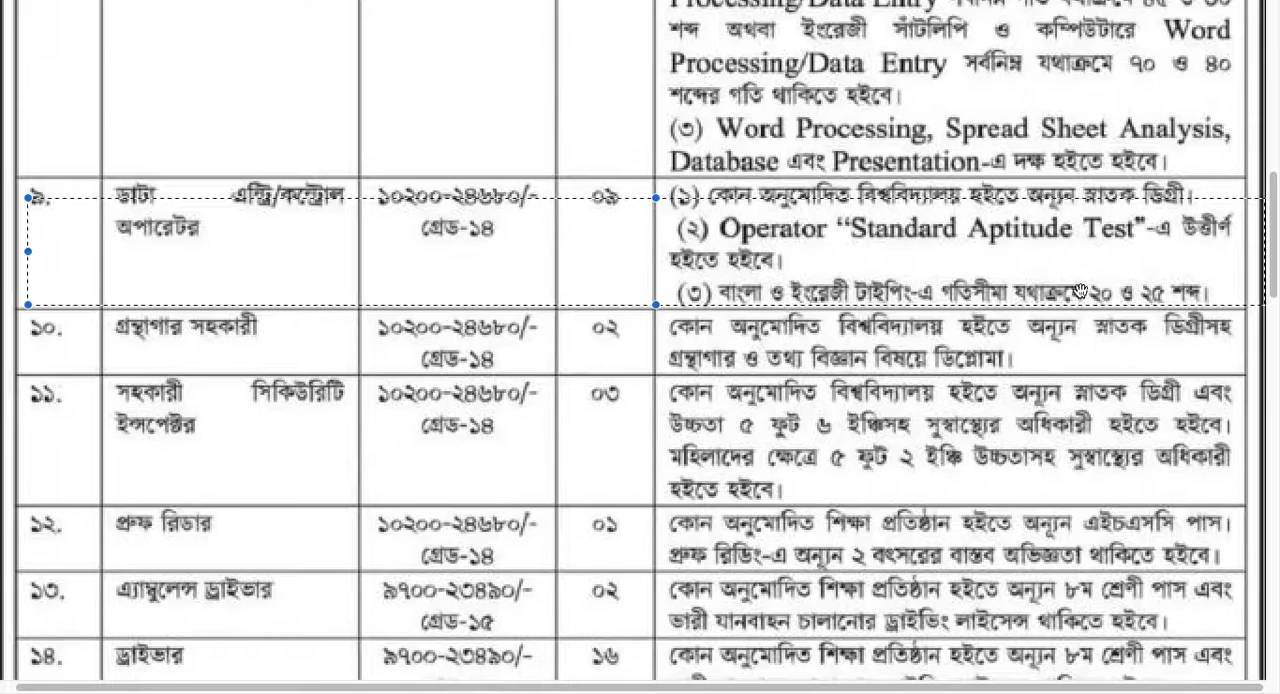 Processing/Data Entry সর্বনিম্ন গতি যথাক্রমে ৪৫ ও ৩০
শব্দ অথবা ইংরেজী সাঁটলিপি ও কম্পিউটারে Word
Processing/Data Entry সর্বনিম্ন যথাক্রমে ৭০ ও ৪০
শব্দের গতি থাকিতে হইবে।
(৩) Word Processing, Spread Sheet Analysis,
Database এবং Presentation-এ দক্ষ হইতে হইবে।
৯. ডাটা এন্ট্রি/কন্ট্রোল ১০২০০-২৪৬৮০/- ০৯ (১) কোন অনুমোদিত বিশ্ববিদ্যালয় হইতে অন্যূন স্নাতক ডিগ্রী।
অপারেটর গ্রেড-১৪ (২) Operator “Standard Aptitude Test”-এ উত্তীর্ণ
হইতে হইবে।
(৩) বাংলা ও ইংরেজী টাইপিং-এ গতিসীমা যথাক্রমে ২০ ও ২৫ শব্দ।
১০. গ্রন্থাগার সহকারী ১০২০০-২৪৬৮০/- ০২ কোন অনুমোদিত বিশ্ববিদ্যালয় হইতে অন্যূন স্নাতক ডিগ্রীসহ
গ্রেড-১৪ গ্রন্থাগার ও তথ্য বিজ্ঞান বিষয়ে ডিপ্লোমা।
১১. সহকারী সিকিউরিটি ১০২০০-২৪৬৮০/- ০৩ কোন অনুমোদিত বিশ্ববিদ্যালয় হইতে অন্যূন স্নাতক ডিগ্রী এবং
ইন্সপেক্টর গ্রেড-১৪ উচ্চতা ৫ ফুট ৬ ইঞ্চিসহ সুস্বাস্থ্যের অধিকারী হইতে হইবে।
মহিলাদের ক্ষেত্রে ৫ ফুট ২ ইঞ্চি উচ্চতাসহ সুস্বাস্থ্যের অধিকারী
হইতে হইবে।
১২. প্রুফ রিডার ১০২০০-২৪৬৮০/- ০১ কোন অনুমোদিত শিক্ষা প্রতিষ্ঠান হইতে অন্যূন এইচএসসি পাস।
গ্রেড-১৪ প্রুফ রিডিং-এ অন্যূন ২ বৎসরের বাস্তব অভিজ্ঞতা থাকিতে হইবে।
১৩. এ্যাম্বুলেন্স ড্রাইভার ৯৭০০-২৩৪৯০/- ০২ কোন অনুমোদিত শিক্ষা প্রতিষ্ঠান হইতে অন্যূন ৮ম শ্রেণী পাস এবং
গ্রেড-১৫ ভারী যানবাহন চালানোর ড্রাইভিং লাইসেন্স থাকিতে হইবে।
১৪. ড্রাইভার ৯৭০০-২৩৪৯০/- ১৬ কোন অনুমোদিত শিক্ষা প্রতিষ্ঠান হইতে অন্যূন ৮ম শ্রেণী পাস এবং